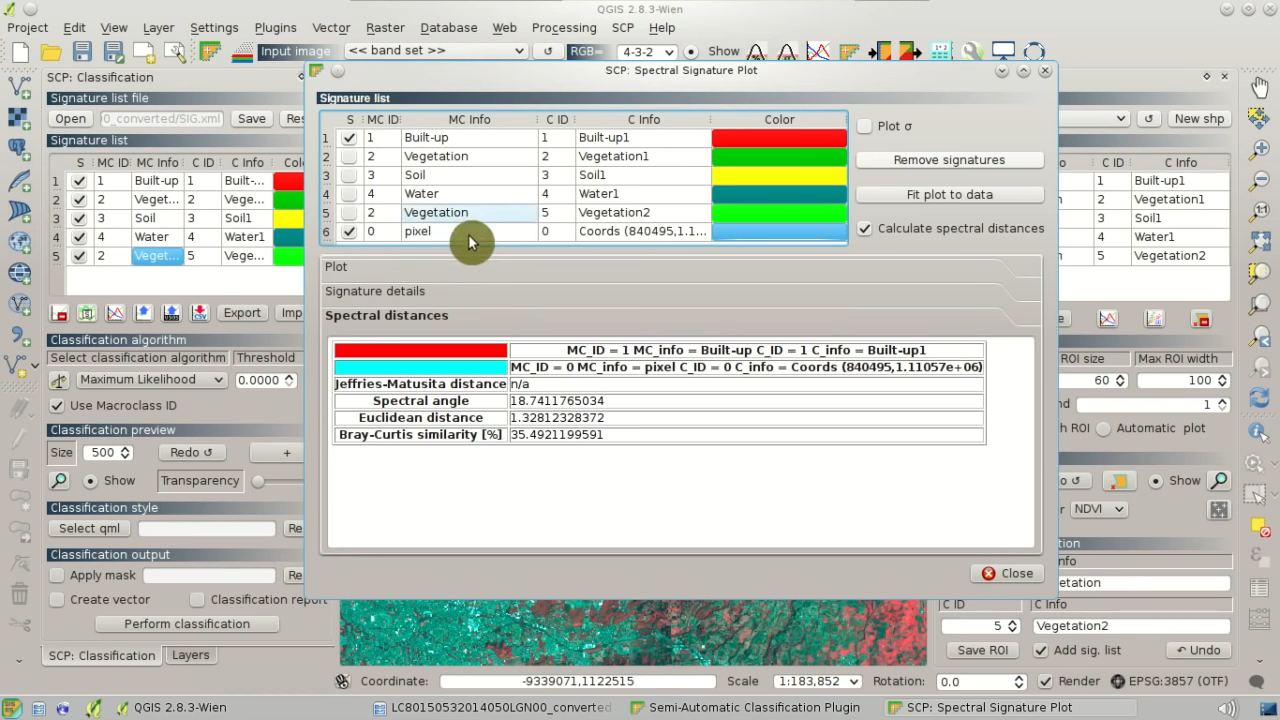 QGIS 2.8.3-Wien
Project Edit View Layer Settings Plugins Vector Raster Database Web Processing SCP Help
Input image << band set >> RGB= 4-3-2 Show
SCP: Classification
Signature list file
Open 0_converted/SIG.xml Save Res
Signature list
S MC ID MC Info C ID C Info Colo
1 1 Built-up 1 Built-...
2 2 Veget... 2 Vege...
3 3 Soil 3 Soil1
4 4 Water 4 Water1
5 2 Veget... 5 Vege...
Export Imp
Classification algorithm
Select classification algorithm Threshold
Maximum Likelihood 0.0000
Use Macroclass ID
Classification preview
Size 500 Redo +
Show Transparency
Classification style
Select qml Re
Classification output
Apply mask Re
Create vector Classification report
Perform classification
SCP: Classification Layers
SCP: Spectral Signature Plot
Signature list
S MC ID MC Info C ID C Info Color
1 1 Built-up 1 Built-up1
2 2 Vegetation 2 Vegetation1
3 3 Soil 3 Soil1
4 4 Water 4 Water1
5 2 Vegetation 5 Vegetation2
6 0 pixel 0 Coords (840495,1.1...
Plot σ
Remove signatures
Fit plot to data
Calculate spectral distances
Plot
Signature details
Spectral distances
MC_ID = 1 MC_info = Built-up C_ID = 1 C_info = Built-up1
MC_ID = 0 MC_info = pixel C_ID = 0 C_info = Coords (840495,1.11057e+06)
Jeffries-Matusita distance n/a
Spectral angle 18.7411765034
Euclidean distance 1.32812328372
Bray-Curtis similarity [%] 35.4921199591
Close
New shp
C ID C Info
1 Built-up1
3 Soil1
4 Water1
5 Vegetation2
ROI size Max ROI width
60 100
1
ROI Automatic plot
Show
NDVI
C ID C Info
5 Vegetation2
Save ROI Add sig. list Undo
Coordinate: -9339071,1122515 Scale 1:183,852 Rotation: 0.0 Render EPSG:3857 (OTF)
QGIS 2.8.3-Wien LC80150532014050LGN00_converted Semi-Automatic Classification Plugin SCP: Spectral Signature Plot